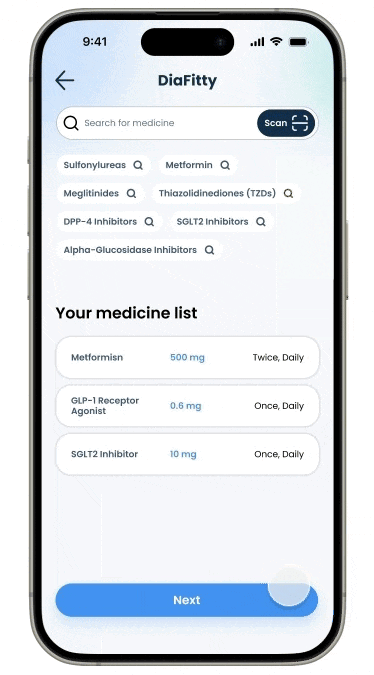 9:41
DiaFitty
Search for medicine Scan
Sulfonylureas Metformin
Meglitinides Thiazolidinediones (TZDs)
DPP-4 Inhibitors SGLT2 Inhibitors
Alpha-Glucosidase Inhibitors
Your medicine list
Metformisn 500 mg Twice, Daily
GLP-1 Receptor
Agonist 0.6 mg Once, Daily
SGLT2 Inhibitor 10 mg Once, Daily
Next